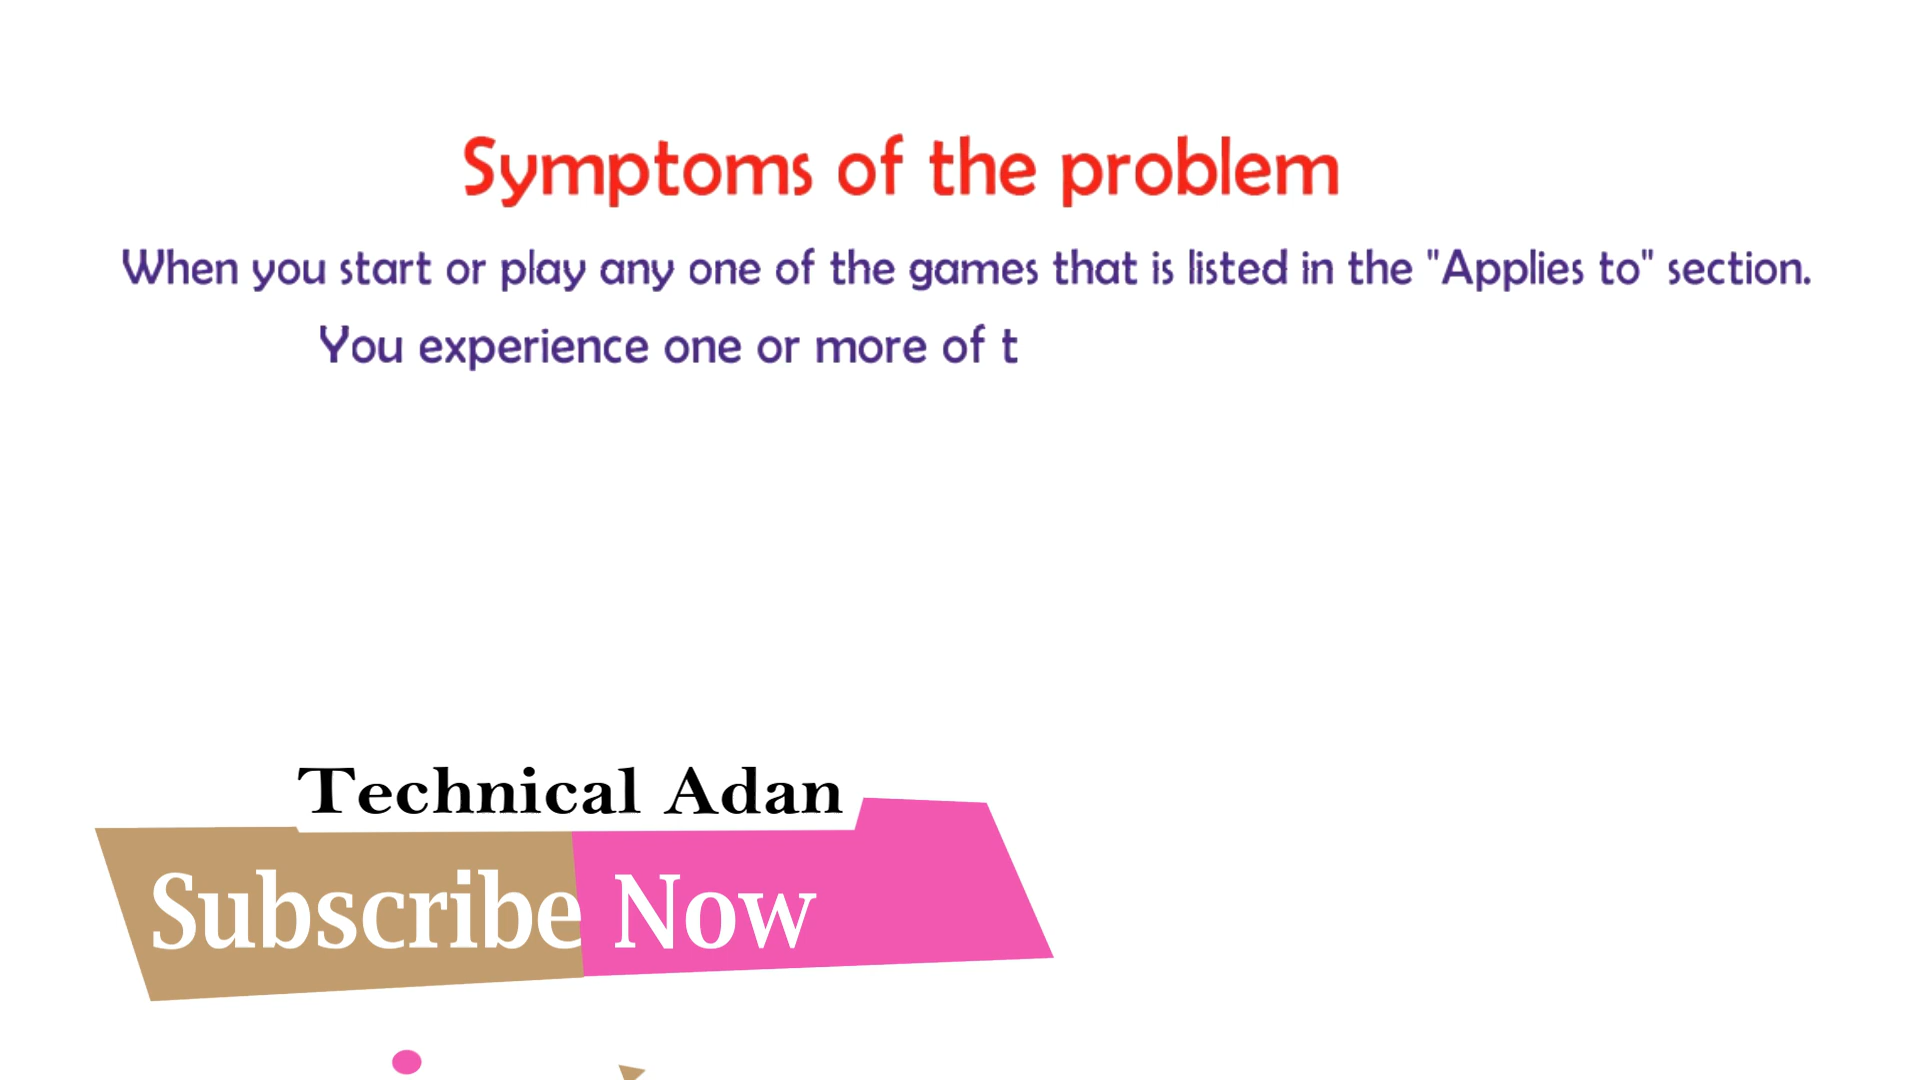 Symptoms of the problem
When you start or play any one of the games that is listed in the "Applies to" section.
You experience one or more of t
Technical Adan
Subscribe Now